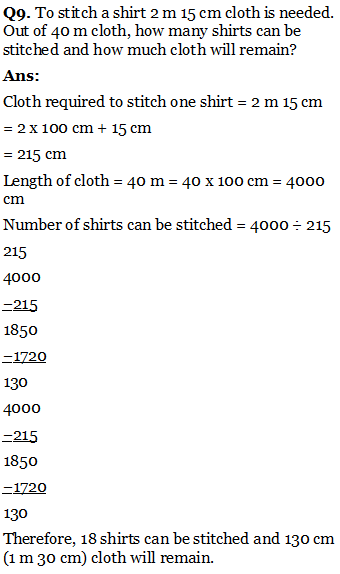 Q9. To stitch a shirt 2 m 15 cm cloth is needed.
Out of 40 m cloth, how many shirts can be
stitched and how much cloth will remain?
Ans:
Cloth required to stitch one shirt = 2 m 15 cm
= 2 x 100 cm + 15 cm
= 215 cm
Length of cloth = 40 m = 40 x 100 cm = 4000
cm
Number of shirts can be stitched = 4000 ÷ 215
215
4000
−215
1850
−1720
130
4000
−215
1850
−1720
130
Therefore, 18 shirts can be stitched and 130 cm
(1 m 30 cm) cloth will remain.